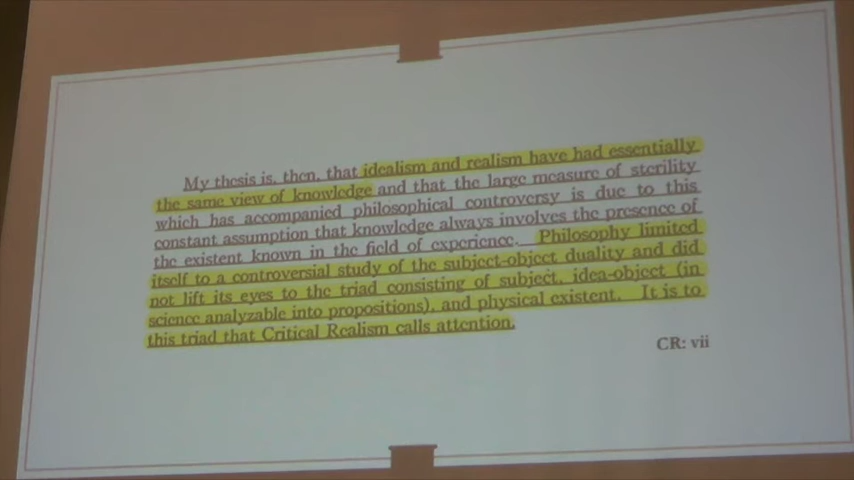 My thesis is, then, that idealism and realism have had essentially
the same view of knowledge and that the large measure of sterility
which has accompanied philosophical controversy is due to this
constant assumption that knowledge always involves the presence of
the existent known in the field of experience. Philosophy limited
itself to a controversial study of the subject-object duality and did
not lift its eyes to the triad consisting of subject, idea-object (in
science analyzable into propositions), and physical existent. It is to
this triad that Critical Realism calls attention.
CR: vii